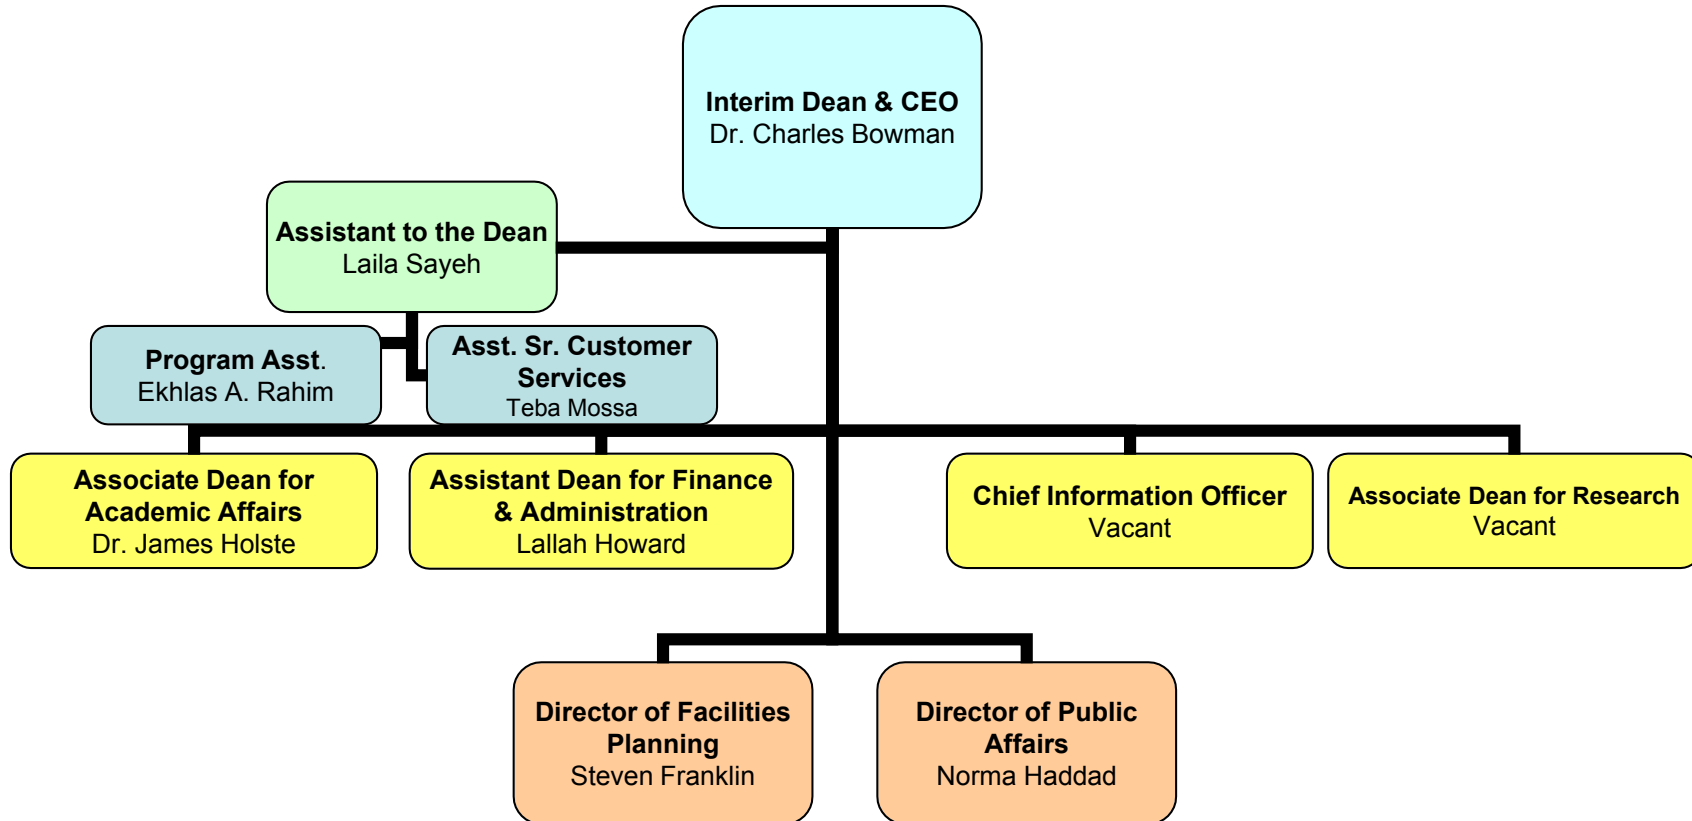 Interim Dean & CEO
Dr. Charles Bowman
Assistant to the Dean
Laila Sayeh
Program Asst.
Ekhlas A. Rahim
Asst. Sr. Customer
Services
Teba Mossa
Associate Dean for
Academic Affairs
Dr. James Holste
Assistant Dean for Finance
& Administration
Lallah Howard
Chief Information Officer
Vacant
Associate Dean for Research
Vacant
Director of Facilities
Planning
Steven Franklin
Director of Public
Affairs
Norma Haddad